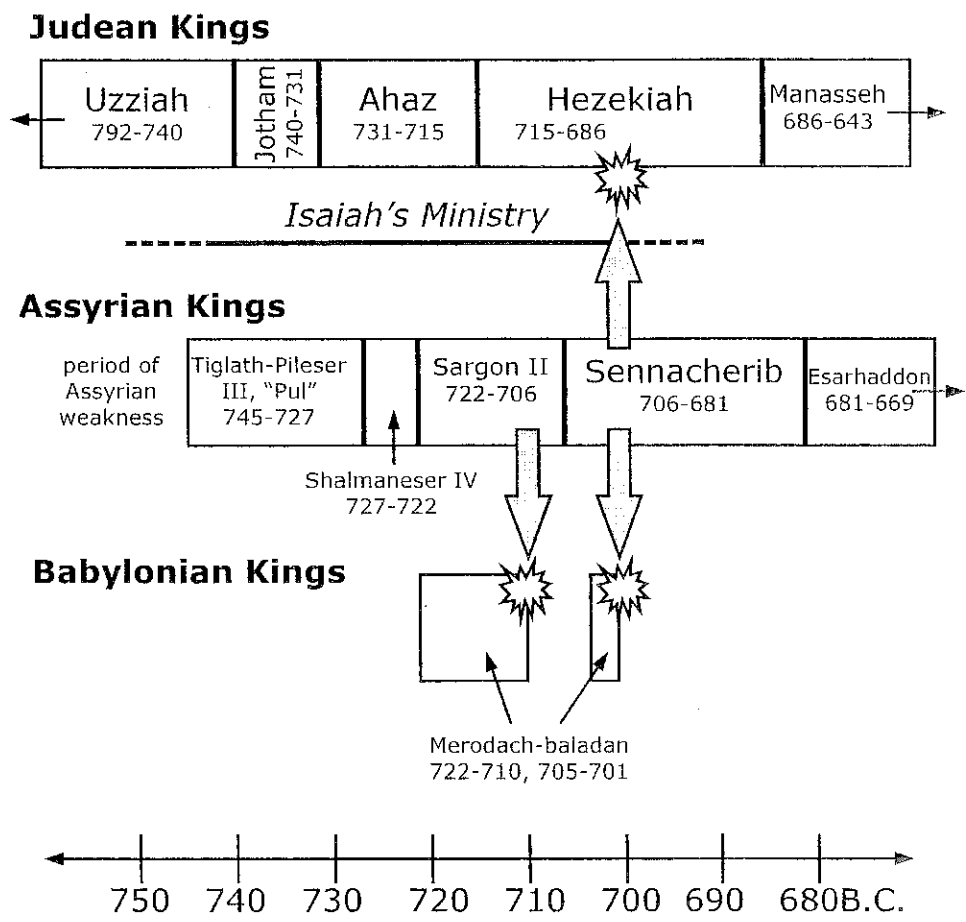 Judean Kings
Uzziah
792-740
Jotham
740-731
Ahaz
731-715
Hezekiah
715-686
Manasseh
686-643
Isaiah's Ministry
Assyrian Kings
period of
Assyrian
weakness
Tiglath-Pileser
III, "Pul"
745-727
Sargon II
722-706
Sennacherib
706-681
Esarhaddon
681-669
Shalmaneser IV
727-722
Babylonian Kings
Merodach-baladan
722-710, 705-701
750 740 730 720 710 700 690 680B.C.